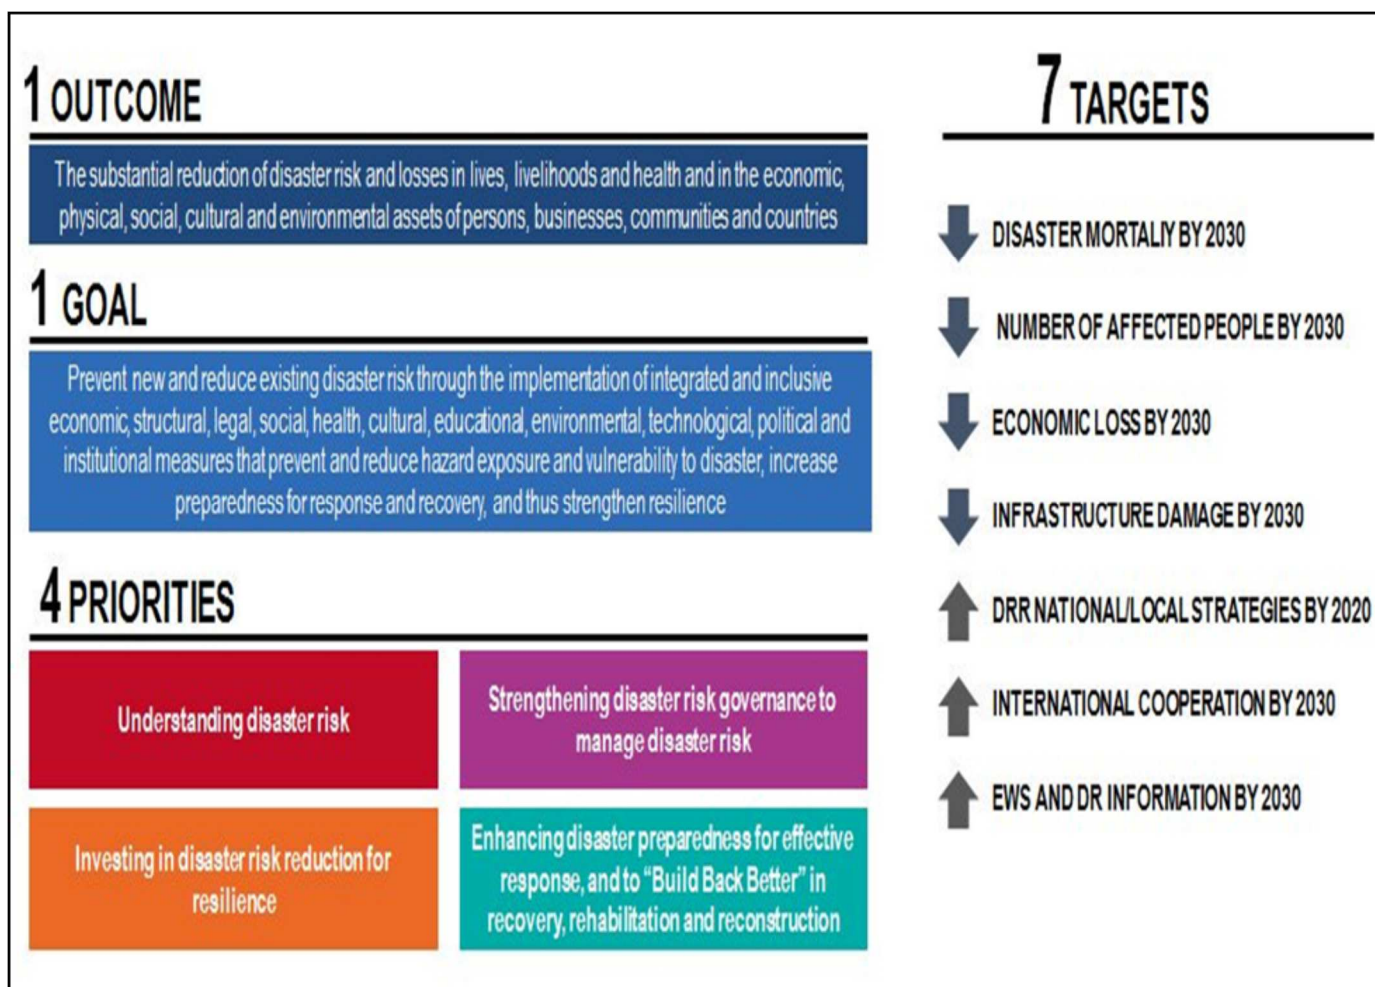 1 OUTCOME
The substantial reduction of disaster risk and losses in lives, livelihoods and health and in the economic,
physical, social, cultural and environmental assets of persons, businesses, communities and countries
1 GOAL
Prevent new and reduce existing disaster risk through the implementation of integrated and inclusive
economic, structural, legal, social, health, cultural, educational, environmental, technological, political and
institutional measures that prevent and reduce hazard exposure and vulnerability to disaster, increase
preparedness for response and recovery, and thus strengthen resilience
4 PRIORITIES
Understanding disaster risk
Strengthening disaster risk governance to
manage disaster risk
Investing in disaster risk reduction for
resilience
Enhancing disaster preparedness for effective
response, and to “Build Back Better” in
recovery, rehabilitation and reconstruction
7 TARGETS
DISASTER MORTALIY BY 2030
NUMBER OF AFFECTED PEOPLE BY 2030
ECONOMIC LOSS BY 2030
INFRASTRUCTURE DAMAGE BY 2030
DRR NATIONAL/LOCAL STRATEGIES BY 2020
INTERNATIONAL COOPERATION BY 2030
EWS AND DR INFORMATION BY 2030